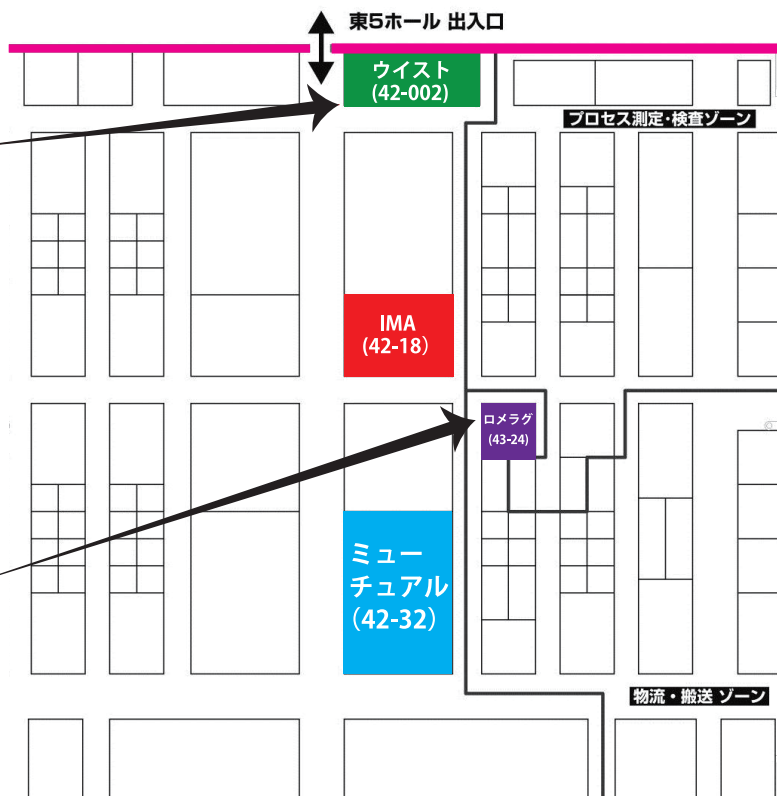 東5ホール 出入口
ウイスト
(42-002)
プロセス測定・検査ゾーン
IMA
(42-18)
ロメラグ
(43-24)
ミュー
チュアル
(42-32)
物流・搬送 ゾーン